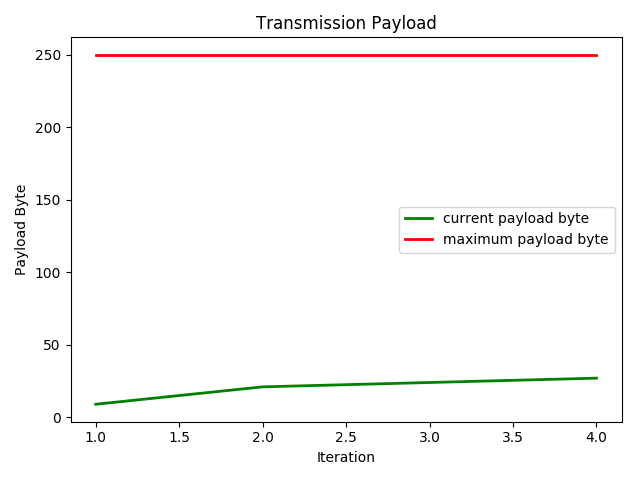 Transmission Payload
Payload Byte
250
200
150
100
50
0
current payload byte
maximum payload byte
1.0 1.5 2.0 2.5 3.0 3.5 4.0
Iteration